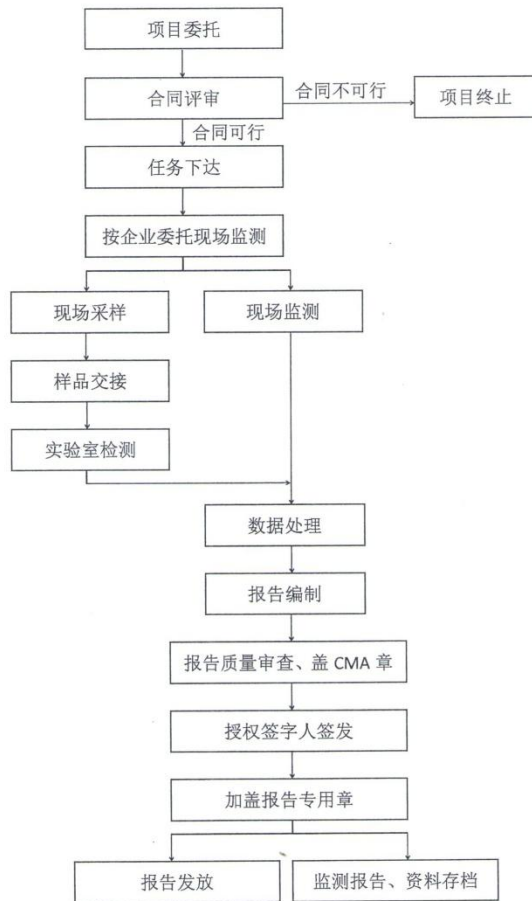 项目委托
合同评审
合同不可行
项目终止
合同可行
任务下达
按企业委托现场监测
现场采样
现场监测
样品交接
实验室检测
数据处理
报告编制
报告质量审查、盖 CMA 章
授权签字人签发
加盖报告专用章
报告发放
监测报告、资料存档